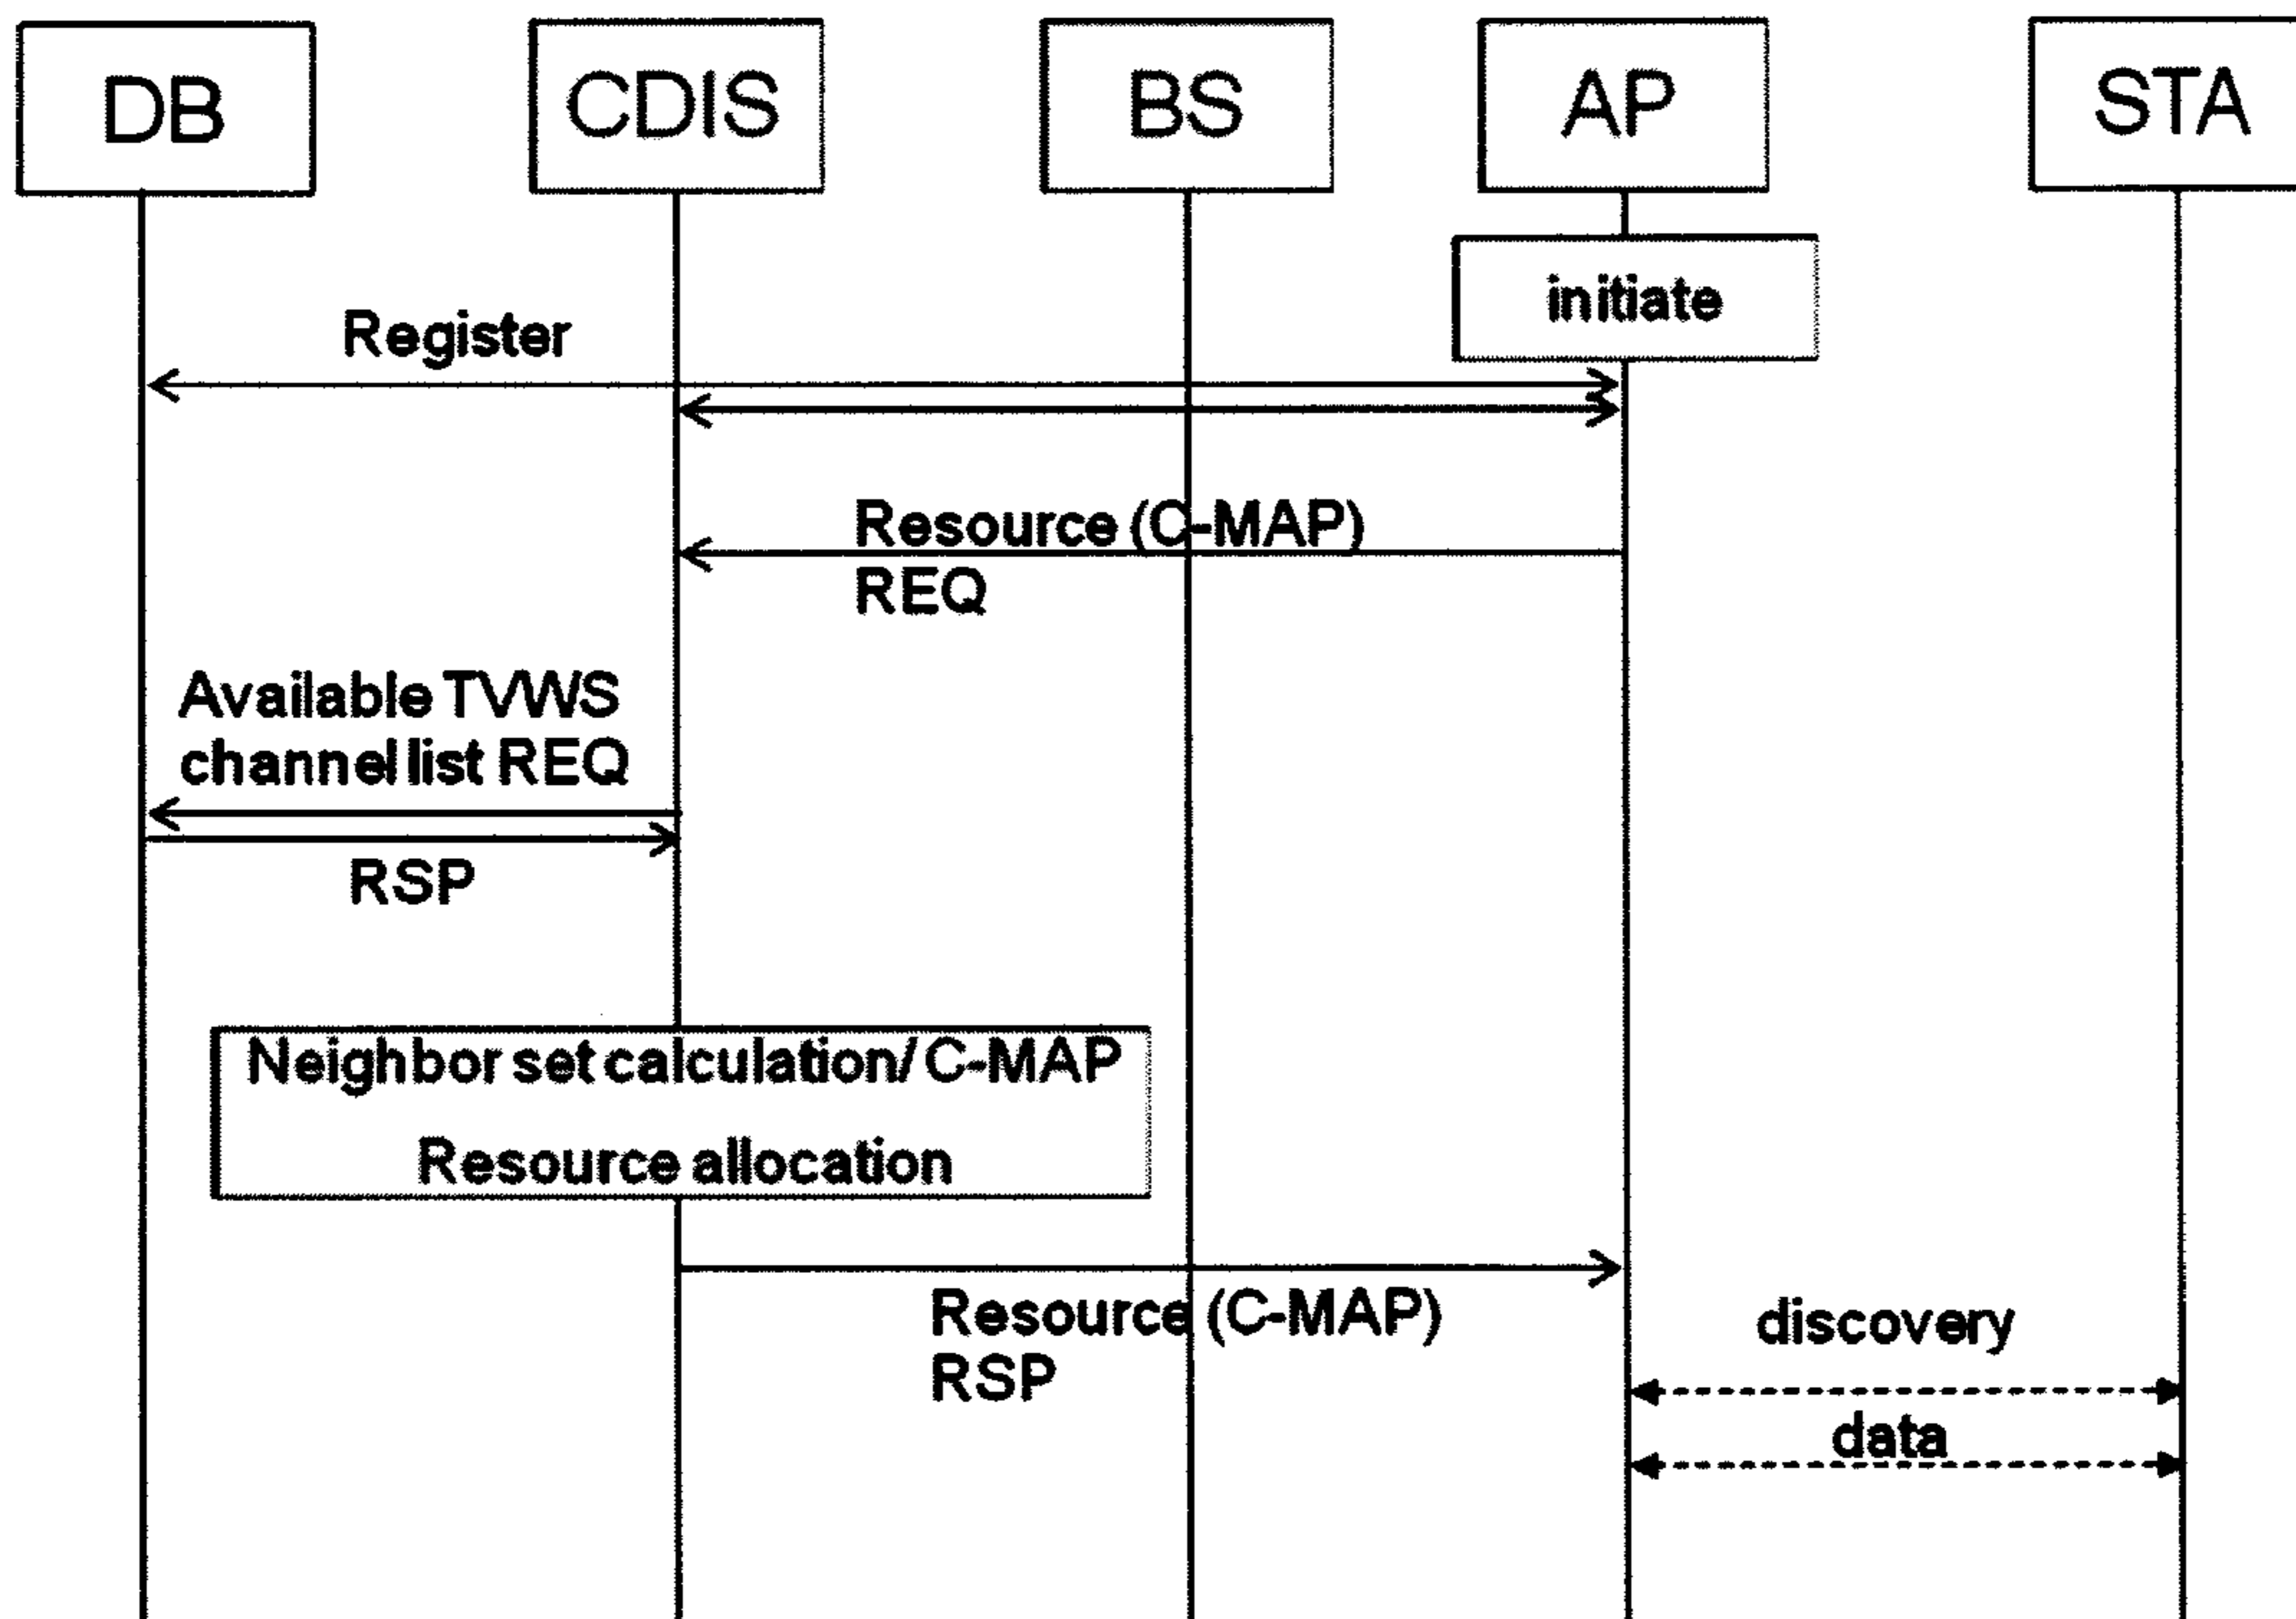 DB
CDIS
BS
AP
STA
initiate
Register
Resource (C-MAP)
REQ
Available TVWS
channel list REQ
RSP
Neighbor set calculation/ C-MAP
Resource allocation
Resource (C-MAP)
RSP
discovery
data